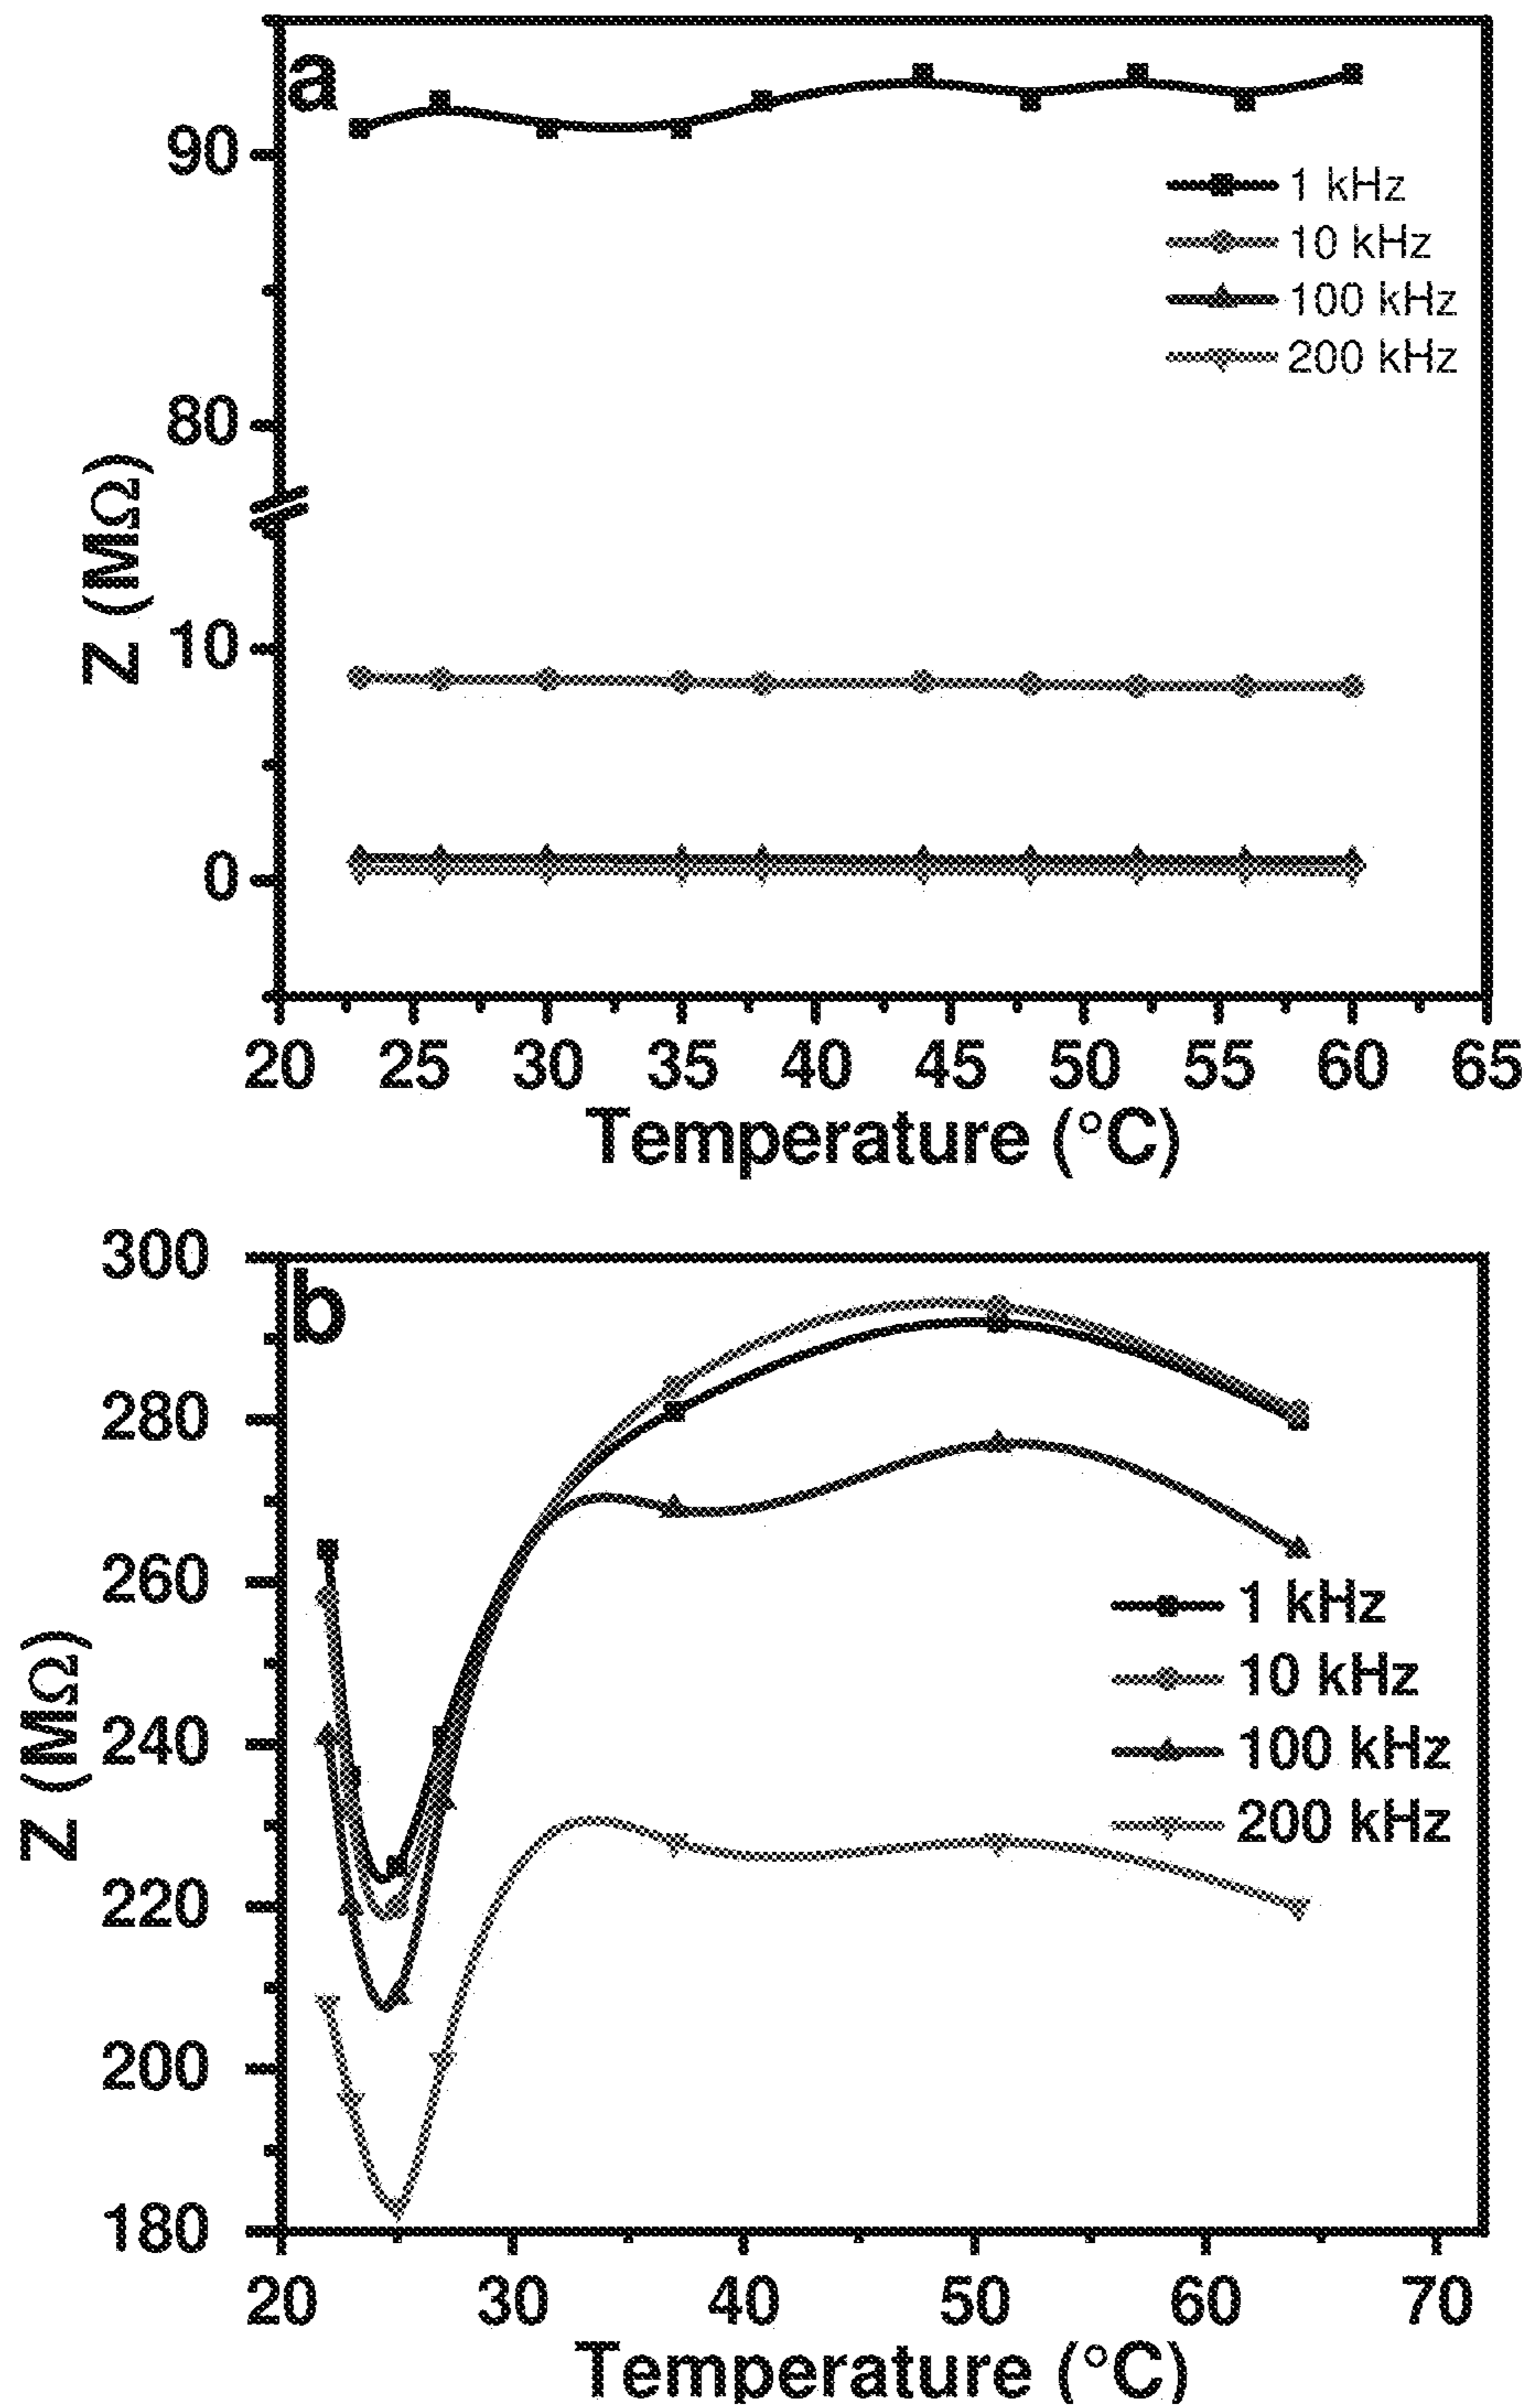 a
90
1 kHz
10 kHz
100 kHz
200 kHz
80
Z (MΩ)
10
0
20 25 30 35 40 45 50 55 60 65
Temperature (°C)
300
b
280
260
1 kHz
10 kHz
240
100 kHz
Z (MΩ)
200 kHz
220
200
180
20 30 40 50 60 70
Temperature (°C)